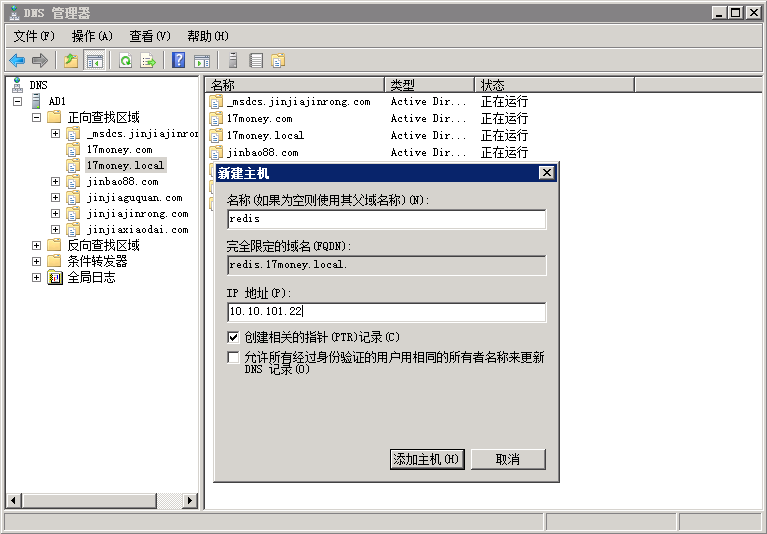 DNS 管理器
文件(F) 操作(A) 查看(V) 帮助(H)
DNS
AD1
正向查找区域
_msdcs.jinjiajinron
17money.com
17money.local
jinbao88.com
jinjiaguquan.com
jinjiajinrong.com
jinjiaxiaodai.com
反向查找区域
条件转发器
全局日志
名称 类型 状态
_msdcs.jinjiajinrong.com Active Dir... 正在运行
17money.com Active Dir... 正在运行
17money.local Active Dir... 正在运行
jinbao88.com Active Dir... 正在运行
新建主机
名称(如果为空则使用其父域名称)(N):
redis
完全限定的域名(FQDN):
redis.17money.local.
IP 地址(P):
10.10.101.22
创建相关的指针(PTR)记录(C)
允许所有经过身份验证的用户用相同的所有者名称来更新
DNS 记录(O)
添加主机(H) 取消